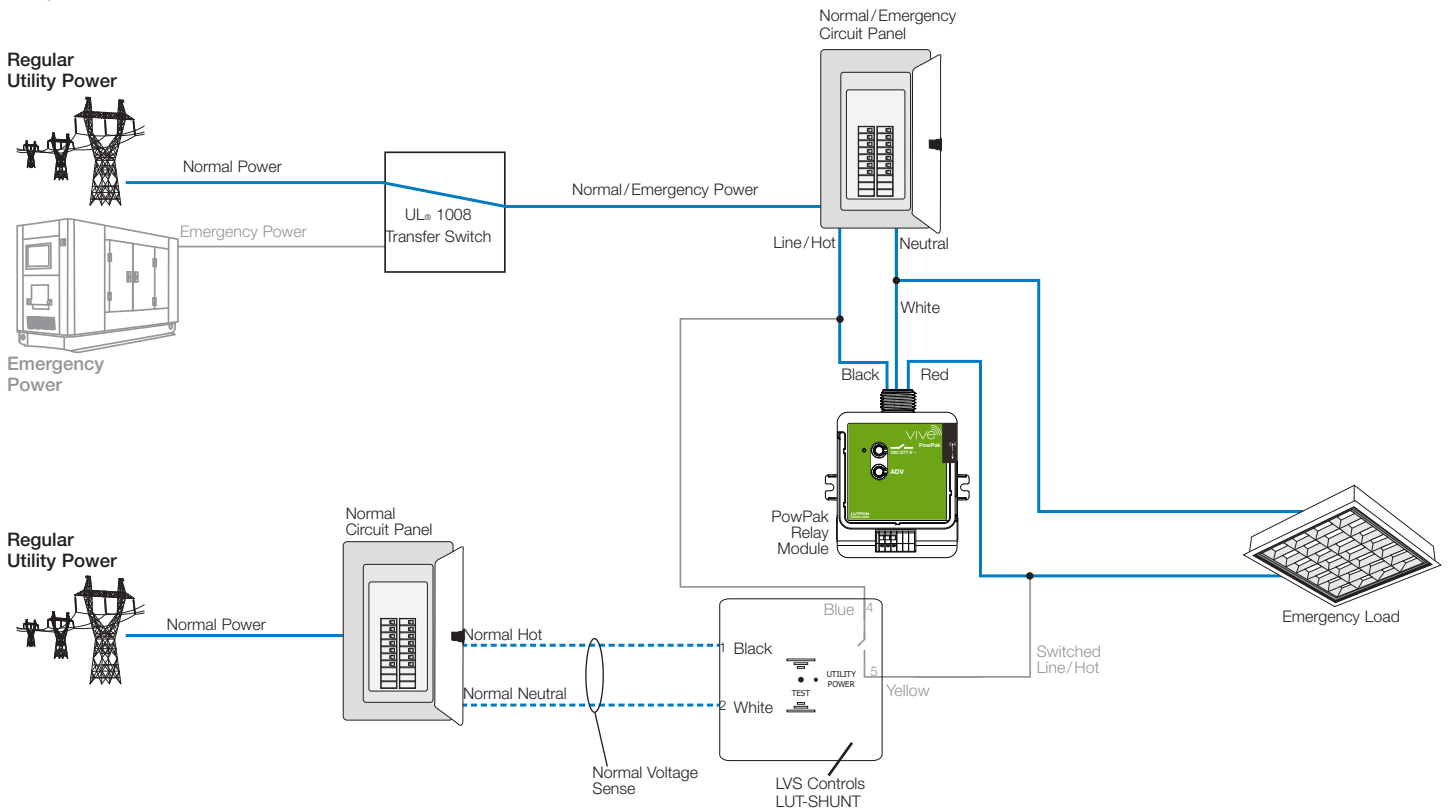 Normal/Emergency
Circuit Panel
Regular
Utility Power
Normal Power
Normal/Emergency Power
UL® 1008
Transfer Switch
Emergency Power
Line/Hot
Neutral
White
Emergency
Power
Black
Red
vive
PowPak
120/277 V~
ADV
LUTRON
PowPak
Relay
Module
Normal
Circuit Panel
Regular
Utility Power
Normal Power
Normal Hot
Normal Neutral
Normal Voltage
Sense
Blue
4
1
Black
2
White
TEST
UTILITY
POWER
5
Yellow
Switched
Line/Hot
Emergency Load
LVS Controls
LUT-SHUNT